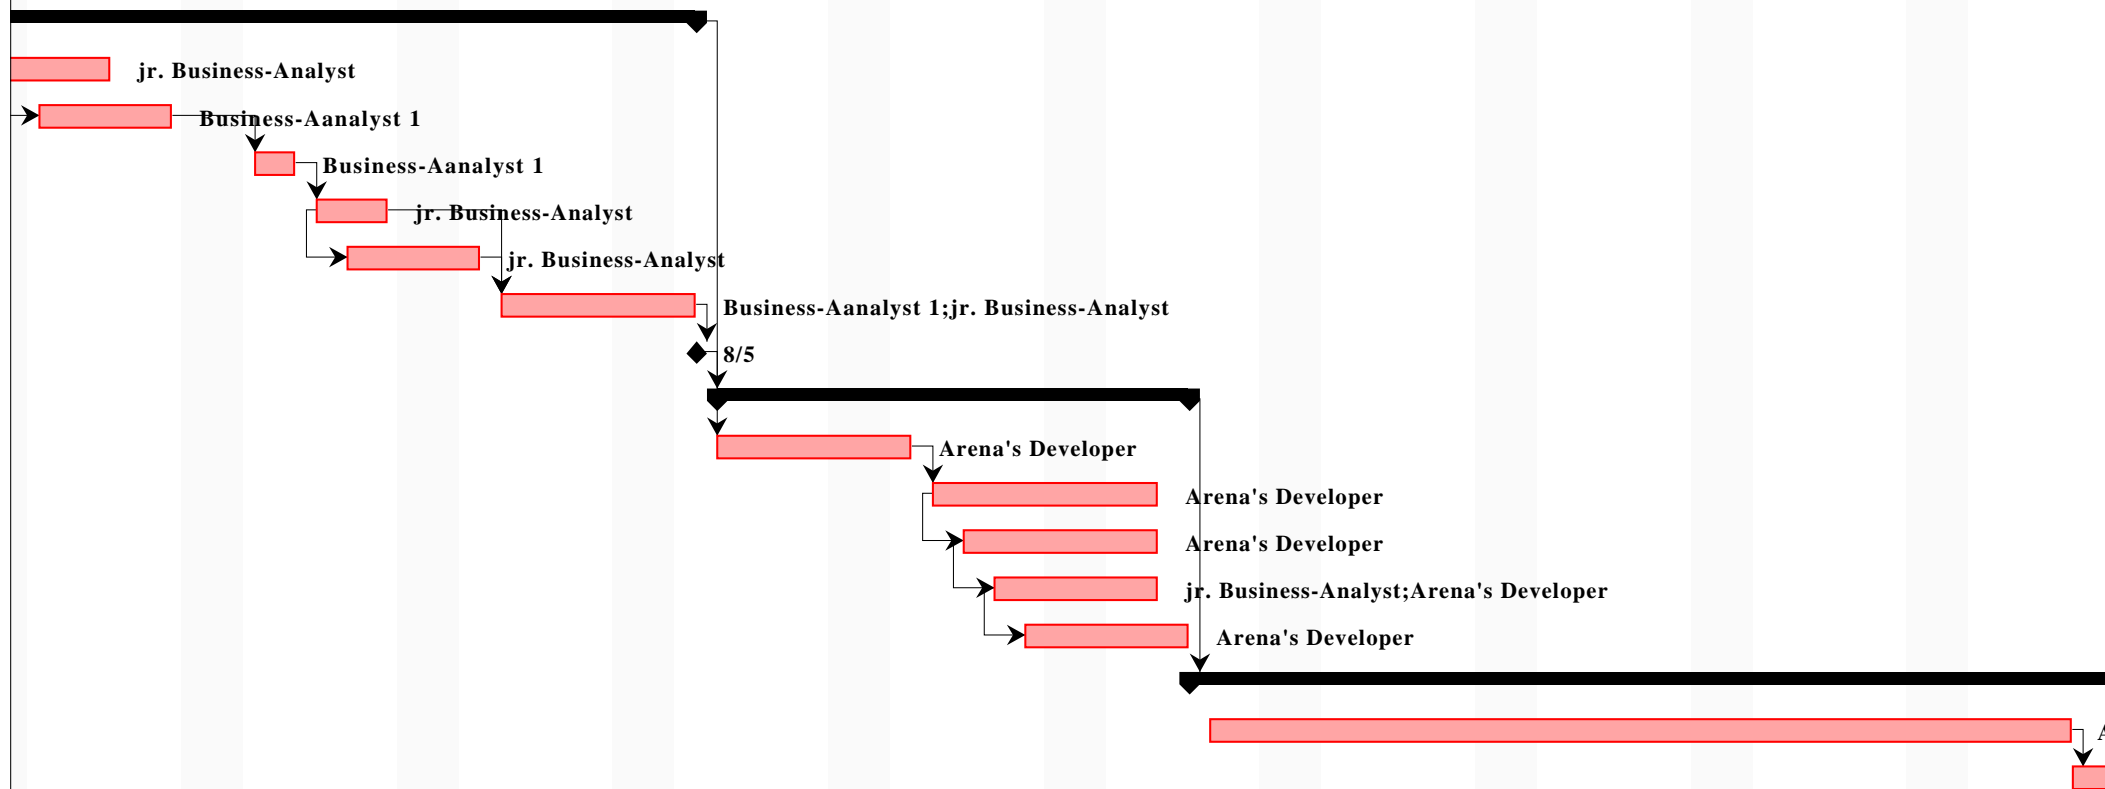 jr. Business-Analyst
Business-Aanalyst 1
Business-Aanalyst 1
jr. Business-Analyst
jr. Business-Analyst
Business-Aanalyst 1;jr. Business-Analyst
8/5
Arena's Developer
Arena's Developer
Arena's Developer
jr. Business-Analyst;Arena's Developer
Arena's Developer